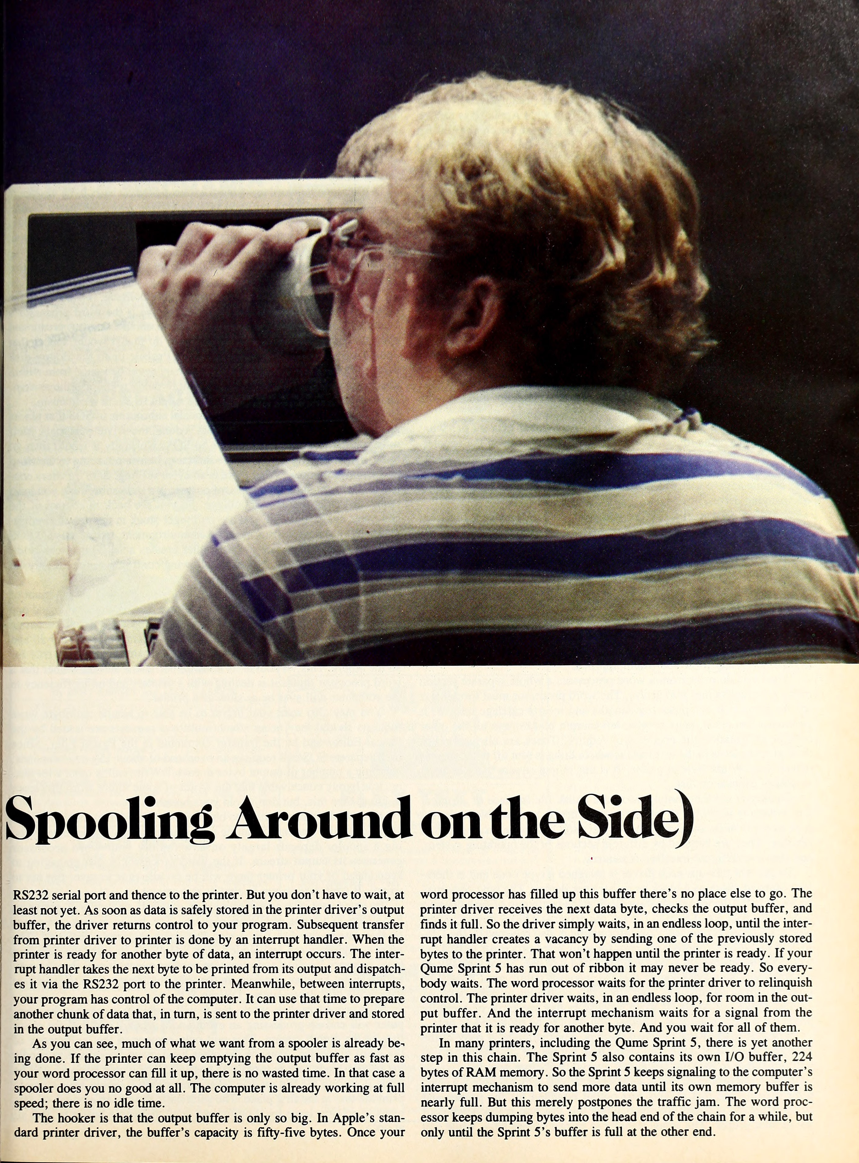 Spooling Around on the Side)
RS232 serial port and thence to the printer. But you don't have to wait, at
least not yet. As soon as data is safely stored in the printer driver's output
buffer, the driver returns control to your program. Subsequent transfer
from printer driver to printer is done by an interrupt handler. When the
printer is ready for another byte of data, an interrupt occurs. The inter-
rupt handler takes the next byte to be printed from its output and dispatch-
es it via the RS232 port to the printer. Meanwhile, between interrupts,
your program has control of the computer. It can use that time to prepare
another chunk of data that, in turn, is sent to the printer driver and stored
in the output buffer.
As you can see, much of what we want from a spooler is already be-
ing done. If the printer can keep emptying the output buffer as fast as
your word processor can fill it up, there is no wasted time. In that case a
spooler does you no good at all. The computer is already working at full
speed; there is no idle time.
The hooker is that the output buffer is only so big. In Apple's stan-
dard printer driver, the buffer's capacity is fifty-five bytes. Once your
word processor has filled up this buffer there's no place else to go. The
printer driver receives the next data byte, checks the output buffer, and
finds it full. So the driver simply waits, in an endless loop, until the inter-
rupt handler creates a vacancy by sending one of the previously stored
bytes to the printer. That won't happen until the printer is ready. If your
Qume Sprint 5 has run out of ribbon it may never be ready. So every-
body waits. The word processor waits for the printer driver to relinquish
control. The printer driver waits, in an endless loop, for room in the out-
put buffer. And the interrupt mechanism waits for a signal from the
printer that it is ready for another byte. And you wait for all of them.
In many printers, including the Qume Sprint 5, there is yet another
step in this chain. The Sprint 5 also contains its own I/O buffer, 224
bytes of RAM memory. So the Sprint 5 keeps signaling to the computer's
interrupt mechanism to send more data until its own memory buffer is
nearly full. But this merely postpones the traffic jam. The word proc-
essor keeps dumping bytes into the head end of the chain for a while, but
only until the Sprint 5's buffer is full at the other end.